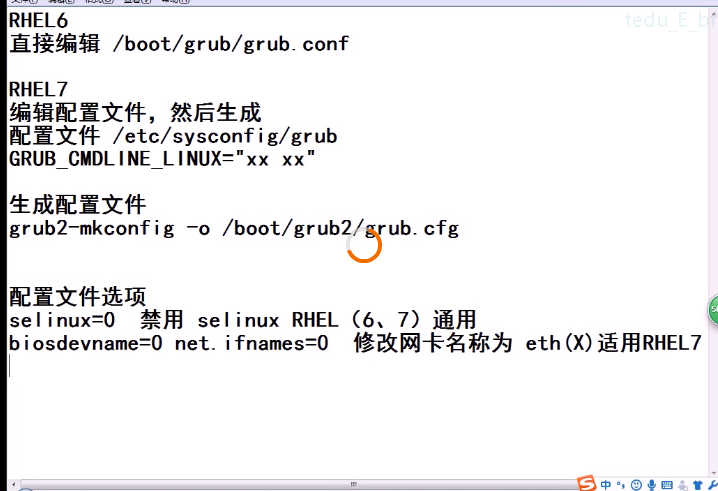 tedu_E_b
RHEL6
直接编辑 /boot/grub/grub.conf
RHEL7
编辑配置文件，然后生成
配置文件 /etc/sysconfig/grub
GRUB_CMDLINE_LINUX="xx xx"
生成配置文件
grub2-mkconfig -o /boot/grub2/grub.cfg
配置文件选项
selinux=0 禁用 selinux RHEL（6、7）通用
biosdevname=0 net.ifnames=0 修改网卡名称为 eth(X)适用RHEL7
中